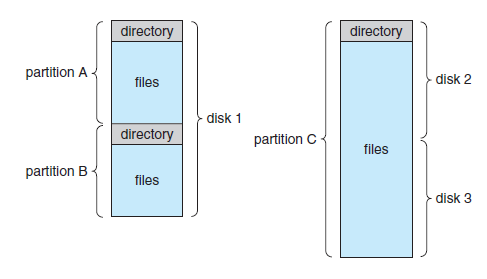 directory
partition A
files
disk 1
directory
partition B
files
directory
disk 2
partition C
files
disk 3